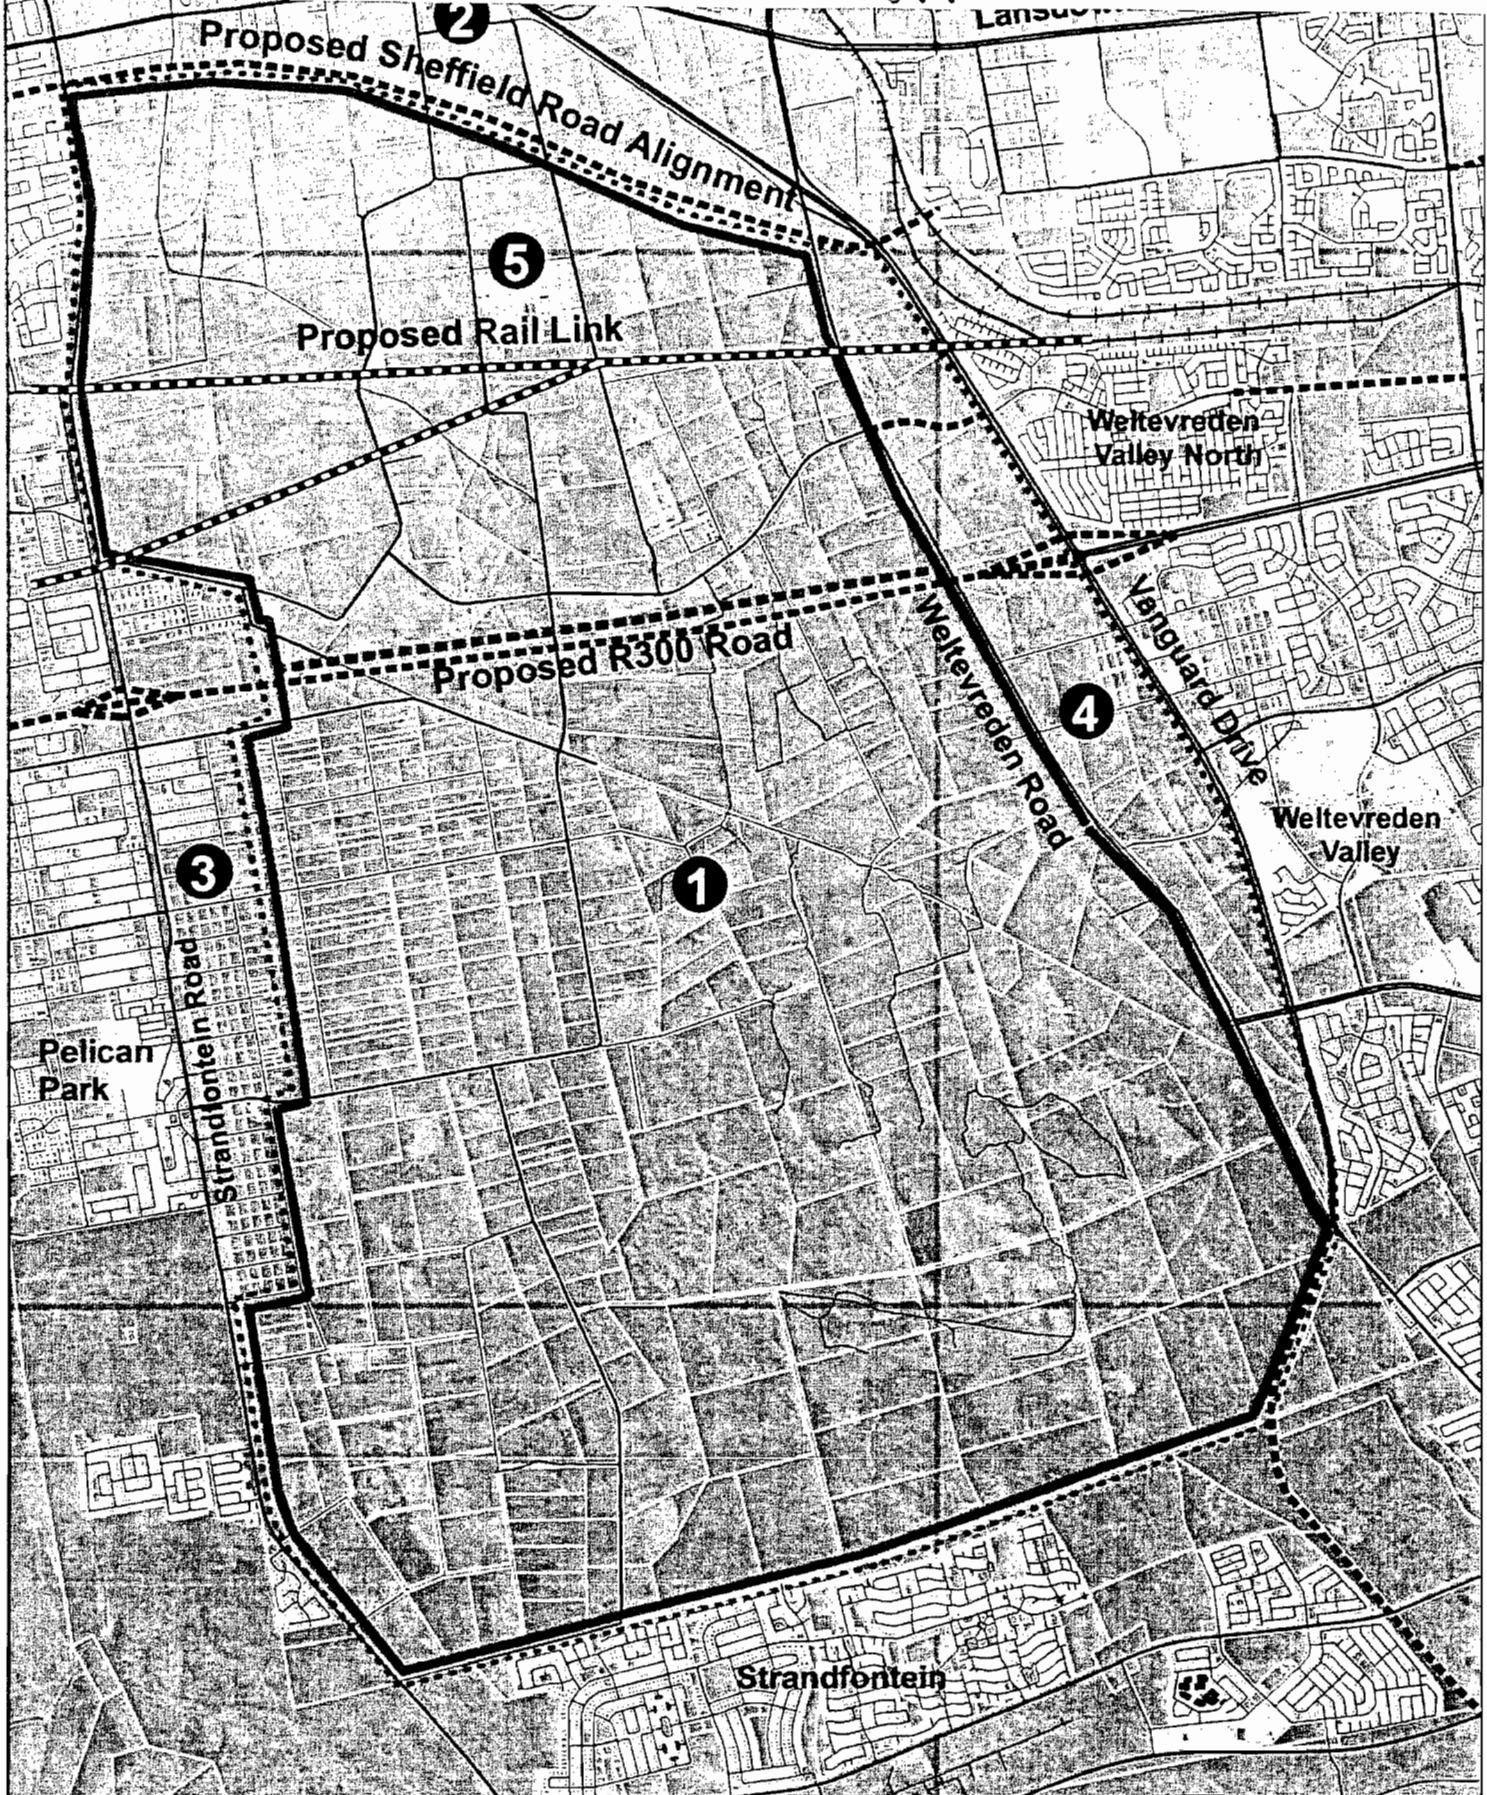 2
Proposed Sheffield Road Alignment
5
Proposed Rail Link
Weltevreden
Valley North
Proposed R300 Road
Weltevreden Road
Vanguard Drive
4
Weltevreden
Valley
3
1
Strandfontein Road
Pelican
Park
Strandfontein